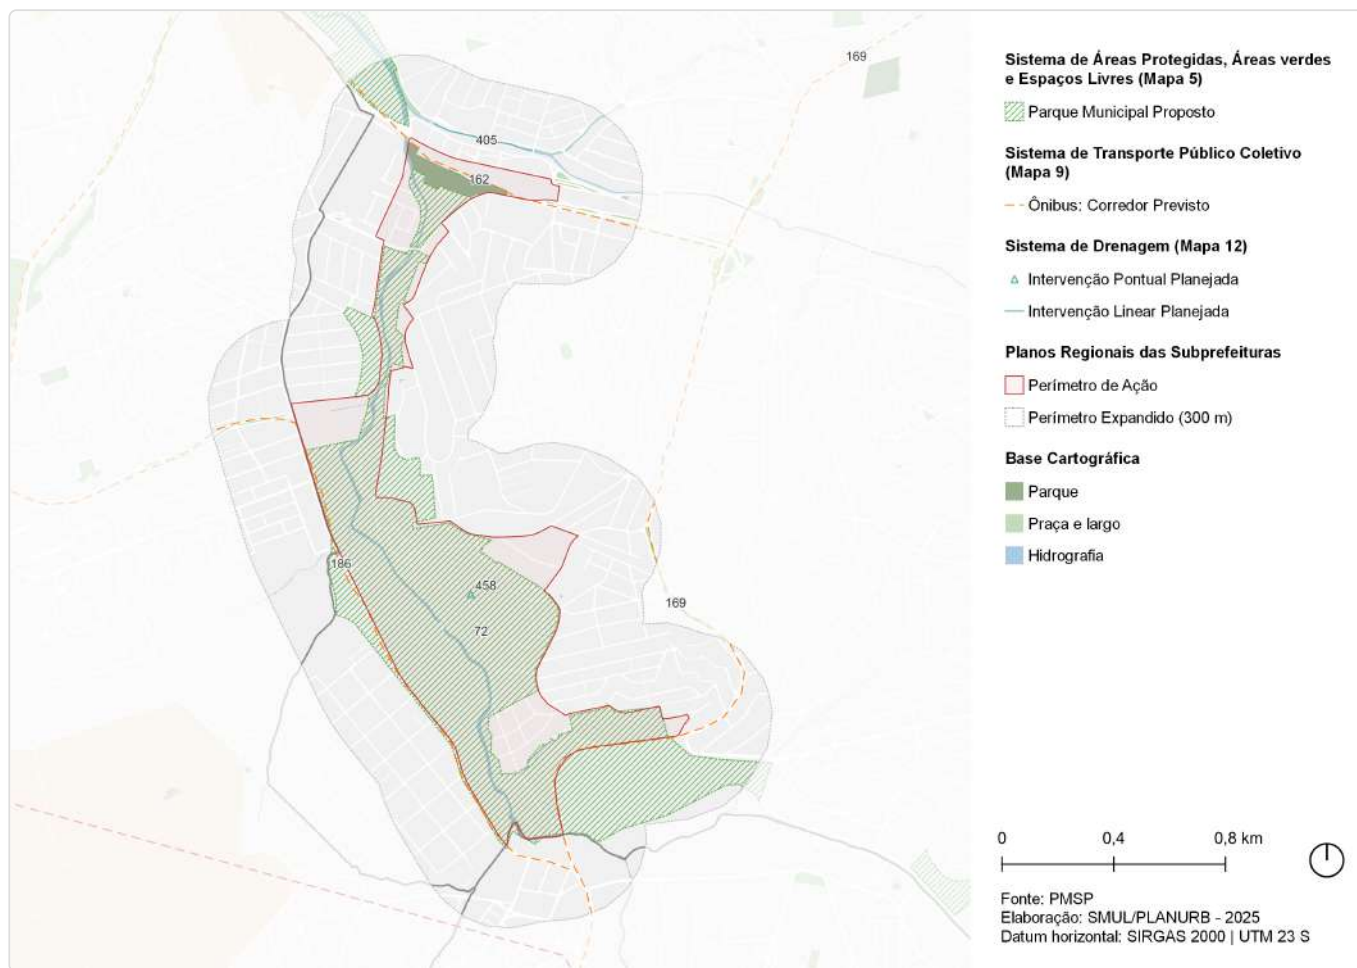 169
405
162
186
458
72
169
Sistema de Áreas Protegidas, Áreas verdes
e Espaços Livres (Mapa 5)
Parque Municipal Proposto
Sistema de Transporte Público Coletivo
(Mapa 9)
Ônibus: Corredor Previsto
Sistema de Drenagem (Mapa 12)
Intervenção Pontual Planejada
Intervenção Linear Planejada
Planos Regionais das Subprefeituras
Perímetro de Ação
Perímetro Expandido (300 m)
Base Cartográfica
Parque
Praça e largo
Hidrografia
0 0,4 0,8 km
Fonte: PMSP
Elaboração: SMUL/PLANURB - 2025
Datum horizontal: SIRGAS 2000 | UTM 23 S